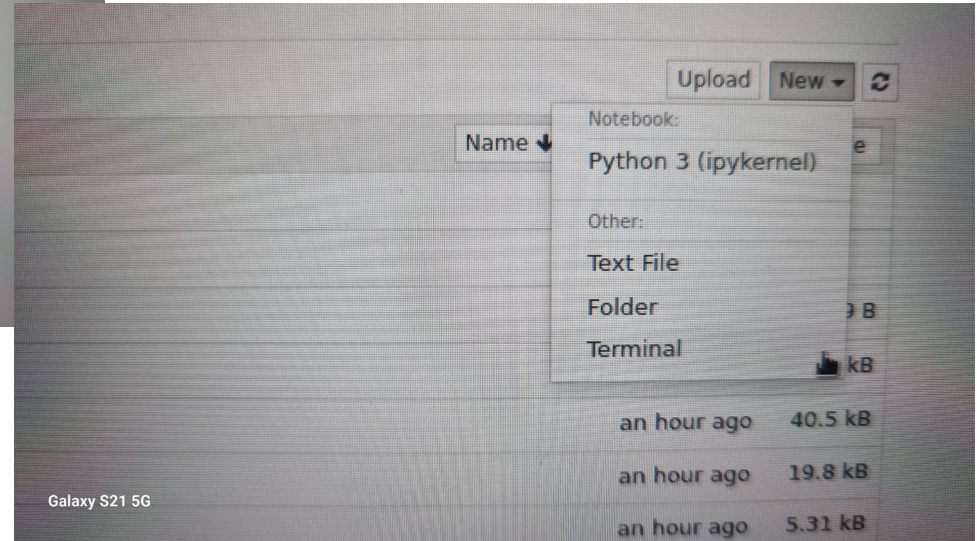 Upload New
Notebook:
Name
Python 3 (ipykernel)
Other:
Text File
Folder
B
Terminal
kB
an hour ago 40.5 kB
an hour ago 19.8 kB
an hour ago 5.31 kB
Galaxy S21 5G